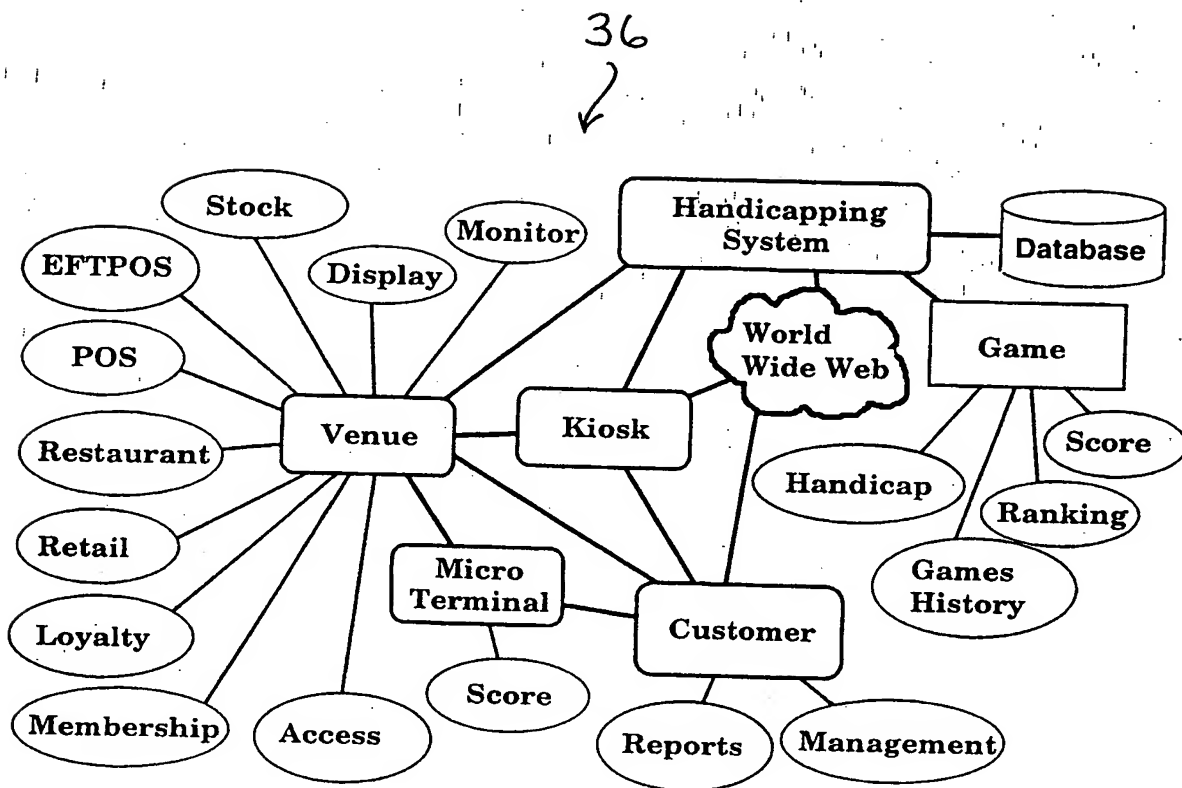 36
Stock
Monitor
Handicapping
System
Database
EFTPOS
Display
World
Wide Web
Game
POS
Venue
Kiosk
Score
Restaurant
Handicap
Ranking
Retail
Micro
Terminal
Games
History
Loyalty
Customer
Score
Membership
Access
Reports
Management